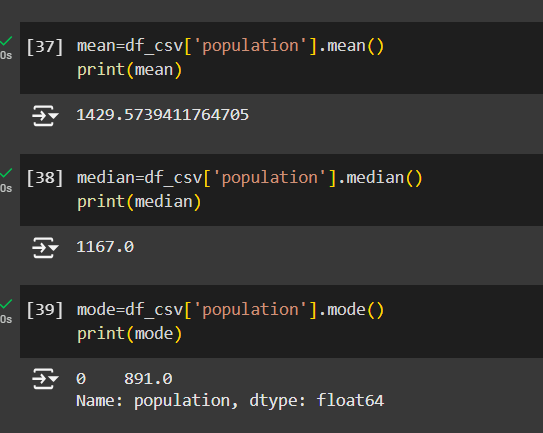 [37] mean=df_csv['population'].mean()
print(mean)
0s
1429.5739411764705
[38] median=df_csv['population'].median()
print(median)
0s
1167.0
[39] mode=df_csv['population'].mode()
print(mode)
0s
0    891.0
Name: population, dtype: float64